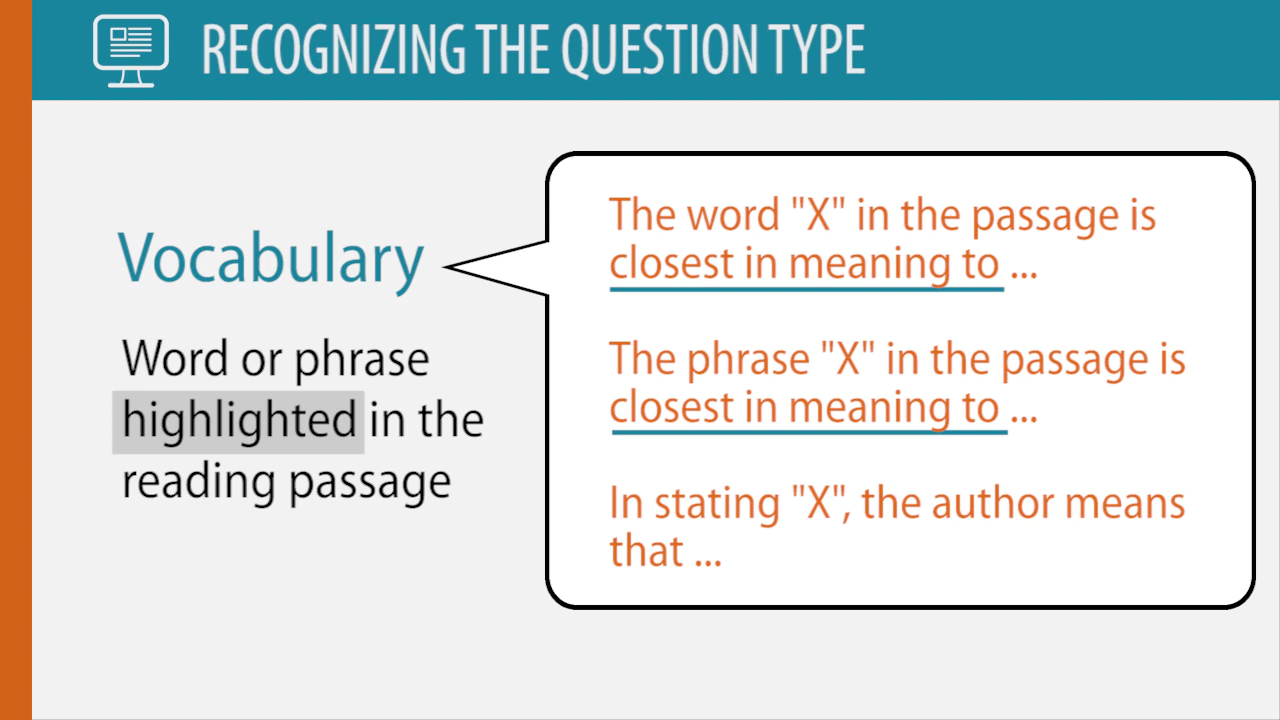 RECOGNIZING THE QUESTION TYPE
Vocabulary
Word or phrase
highlighted in the
reading passage
The word "X" in the passage is
closest in meaning to ...
The phrase "X" in the passage is
closest in meaning to ...
In stating "X", the author means
that ...